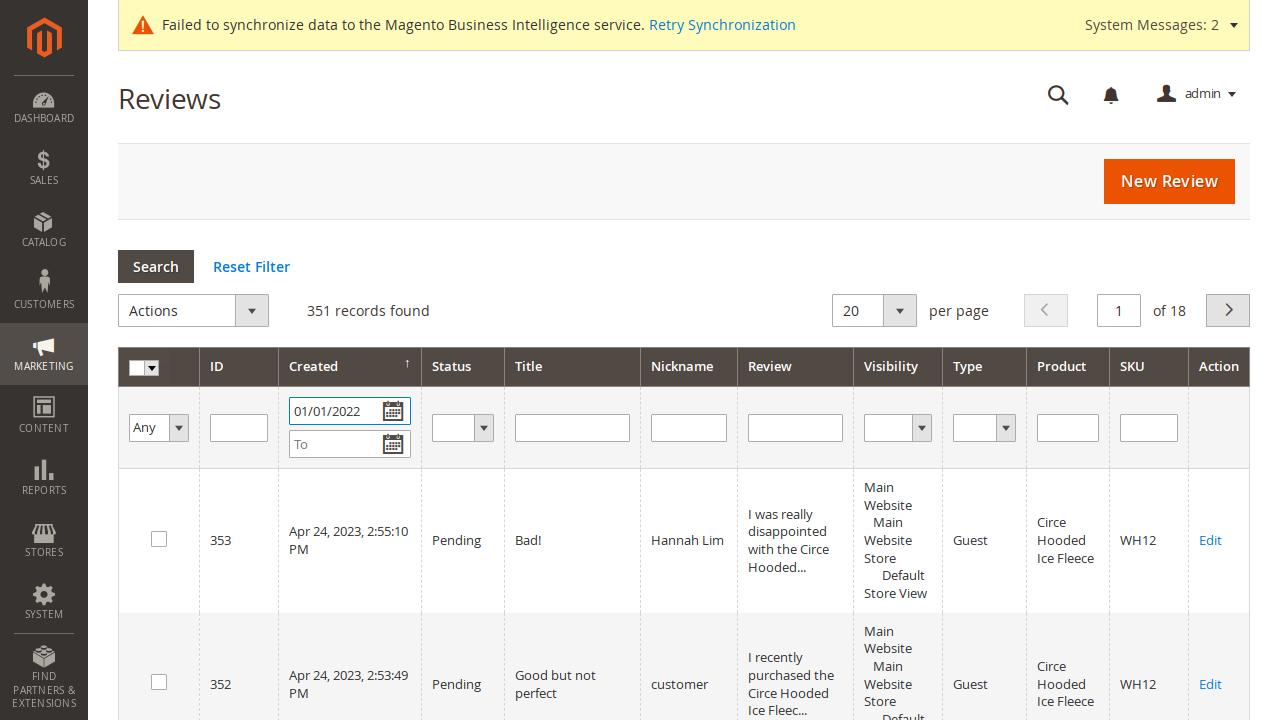 Failed to synchronize data to the Magento Business Intelligence service. Retry Synchronization
System Messages: 2
Reviews
admin
New Review
DASHBOARD
SALES
CATALOG
CUSTOMERS
MARKETING
CONTENT
REPORTS
STORES
SYSTEM
FIND
PARTNERS &
EXTENSIONS
Search
Reset Filter
Actions
351 records found
20
per page
1
of 18
ID
Created ↑
Status
Title
Nickname
Review
Visibility
Type
Product
SKU
Action
Any
01/01/2022
To
353
Apr 24, 2023, 2:55:10
PM
Pending
Bad!
Hannah Lim
I was really
disappointed
with the Circe
Hooded...
Main
Website
Main
Website
Store
Default
Store View
Guest
Circe
Hooded
Ice Fleece
WH12
Edit
352
Apr 24, 2023, 2:53:49
PM
Pending
Good but not
perfect
customer
I recently
purchased the
Circe Hooded
Ice Fleec...
Main
Website
Main
Website
Store
Default
Guest
Circe
Hooded
Ice Fleece
WH12
Edit